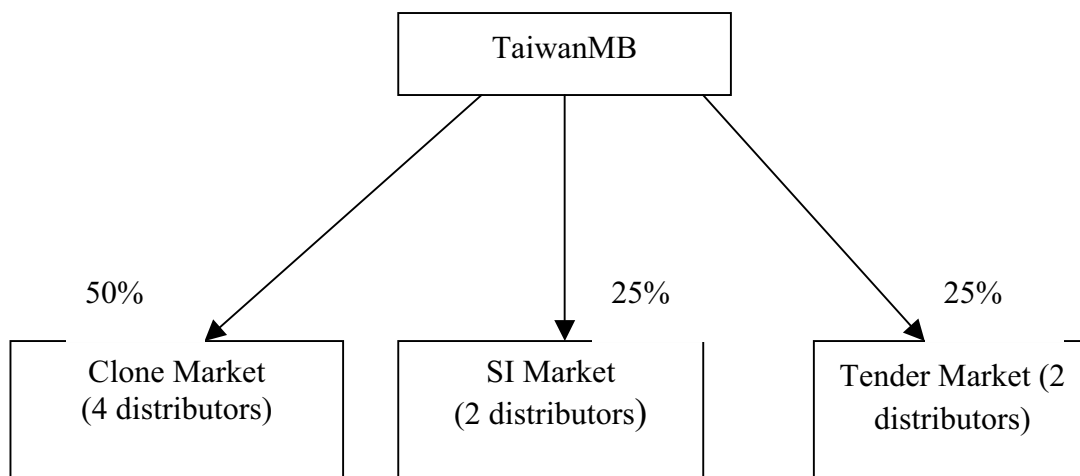 TaiwanMB
50%
25%
25%
Clone Market
(4 distributors)
SI Market
(2 distributors)
Tender Market (2
distributors)